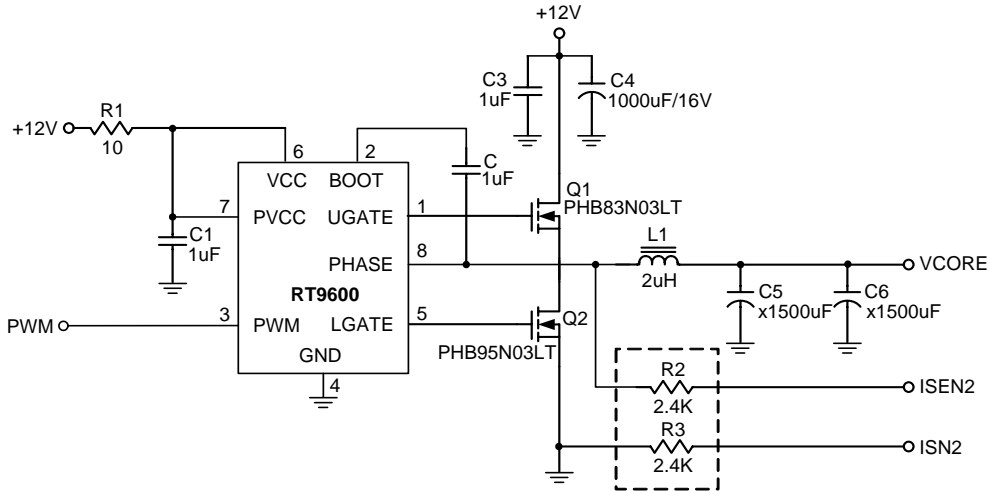 +12V
C3
1uF
C4
1000uF/16V
R1
+12V
10
6
2
C
1uF
VCC
BOOT
Q1
PHB83N03LT
7
PVCC
UGATE
1
C1
1uF
L1
PHASE
8
VCORE
2uH
RT9600
C5
x1500uF
C6
x1500uF
PWM
3
PWM
LGATE
5
Q2
PHB95N03LT
GND
4
R2
ISEN2
2.4K
R3
ISN2
2.4K